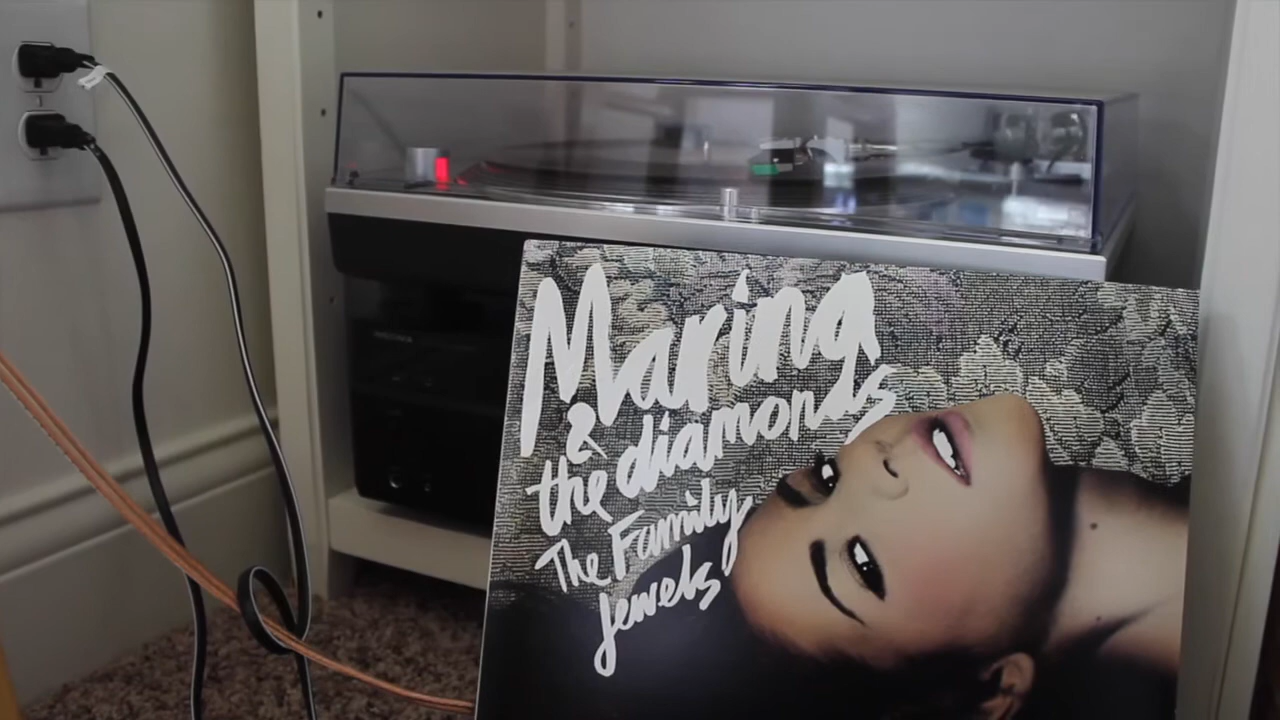 Marina
&
the diamonds
The Family
Jewels